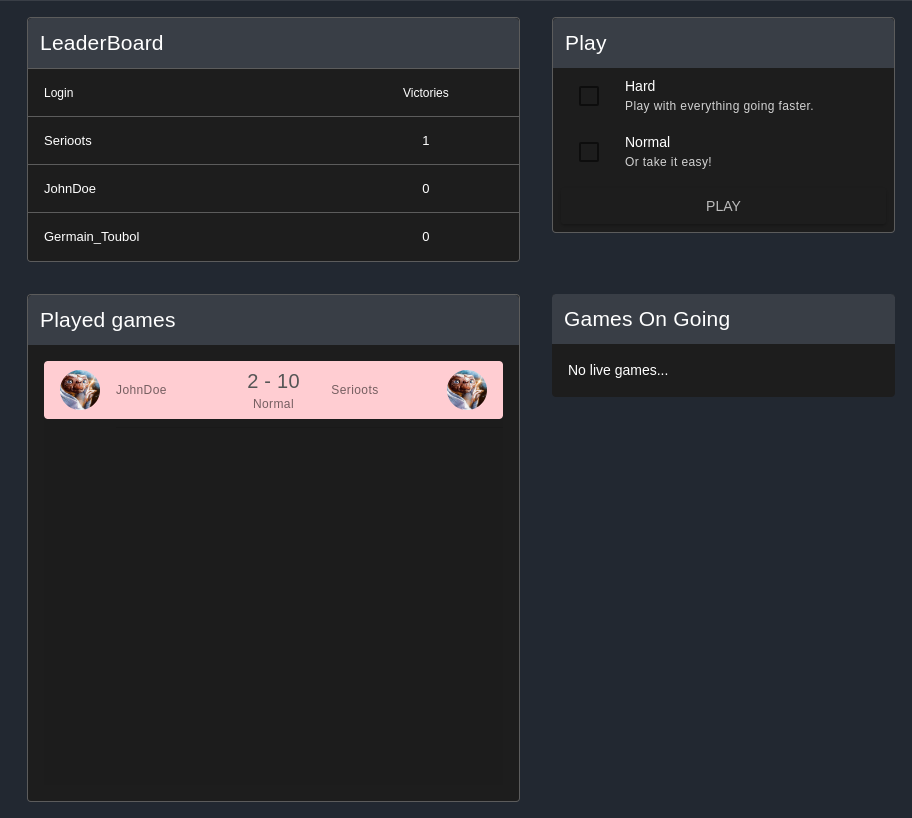 LeaderBoard
Login Victories
Serioots 1
JohnDoe 0
Germain_Toubol 0
Play
Hard
Play with everything going faster.
Normal
Or take it easy!
PLAY
Played games
JohnDoe 2 - 10 Serioots
Normal
Games On Going
No live games...